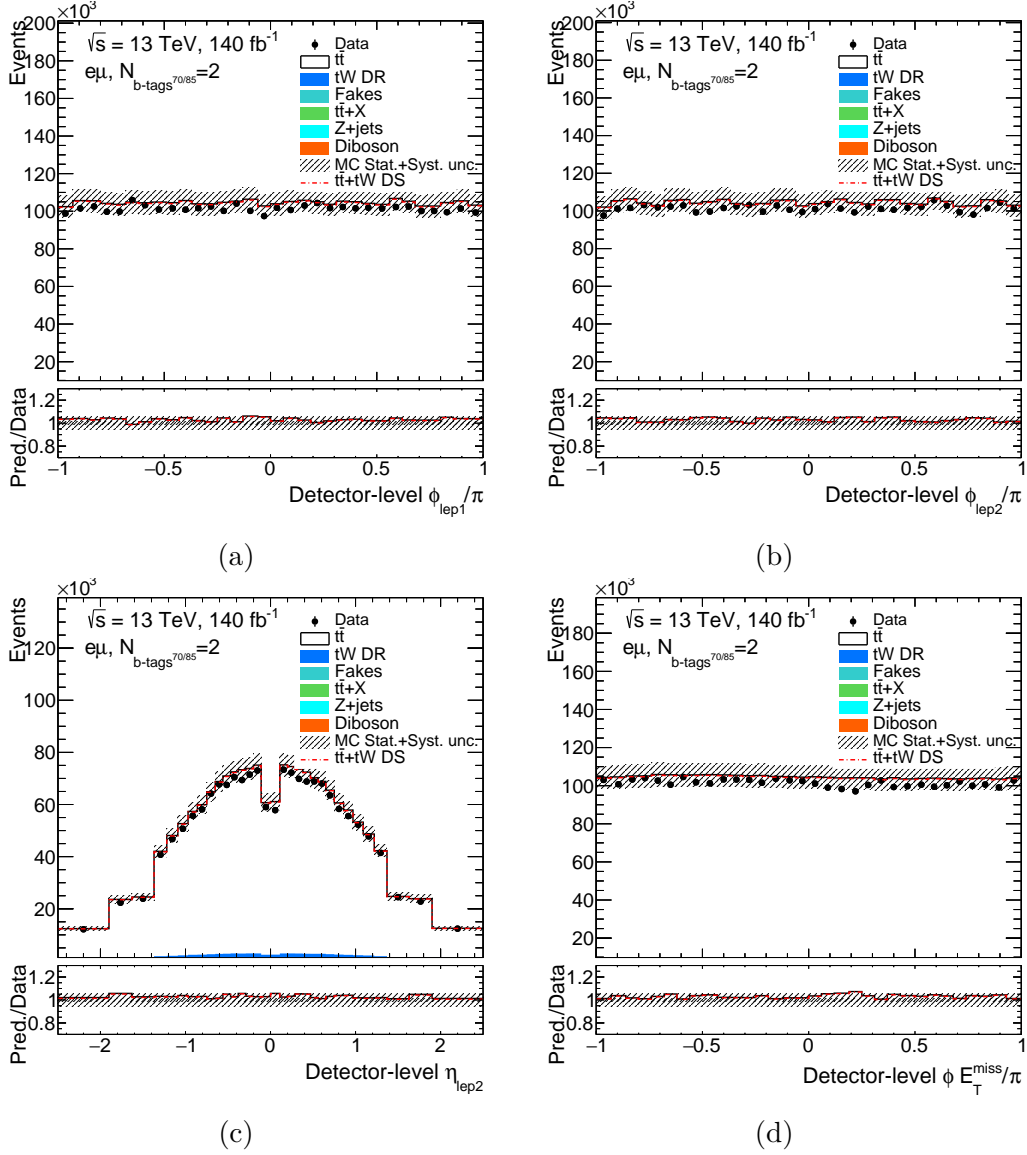 ×10³
Events
√s = 13 TeV, 140 fb⁻¹
eμ, N_b-tags^70/85=2
Data
tt̄
tW DR
Fakes
tt̄+X
Z+jets
Diboson
MC Stat.+Syst. unc.
tt̄+tW DS
200
180
160
140
120
100
80
60
40
20
Pred./Data
1.2
1
0.8
−1 −0.5 0 0.5 1
Detector-level ϕ_lep1/π
(a)
×10³
Events
√s = 13 TeV, 140 fb⁻¹
eμ, N_b-tags^70/85=2
Data
tt̄
tW DR
Fakes
tt̄+X
Z+jets
Diboson
MC Stat.+Syst. unc.
tt̄+tW DS
200
180
160
140
120
100
80
60
40
20
Pred./Data
1.2
1
0.8
−1 −0.5 0 0.5 1
Detector-level ϕ_lep2/π
(b)
×10³
Events
√s = 13 TeV, 140 fb⁻¹
eμ, N_b-tags^70/85=2
Data
tt̄
tW DR
Fakes
tt̄+X
Z+jets
Diboson
MC Stat.+Syst. unc.
tt̄+tW DS
120
100
80
60
40
20
Pred./Data
1.2
1
0.8
−2 −1 0 1 2
Detector-level η_lep2
(c)
×10³
Events
√s = 13 TeV, 140 fb⁻¹
eμ, N_b-tags^70/85=2
Data
tt̄
tW DR
Fakes
tt̄+X
Z+jets
Diboson
MC Stat.+Syst. unc.
tt̄+tW DS
180
160
140
120
100
80
60
40
20
Pred./Data
1.2
1
0.8
−1 −0.5 0 0.5 1
Detector-level ϕ E_T^miss/π
(d)